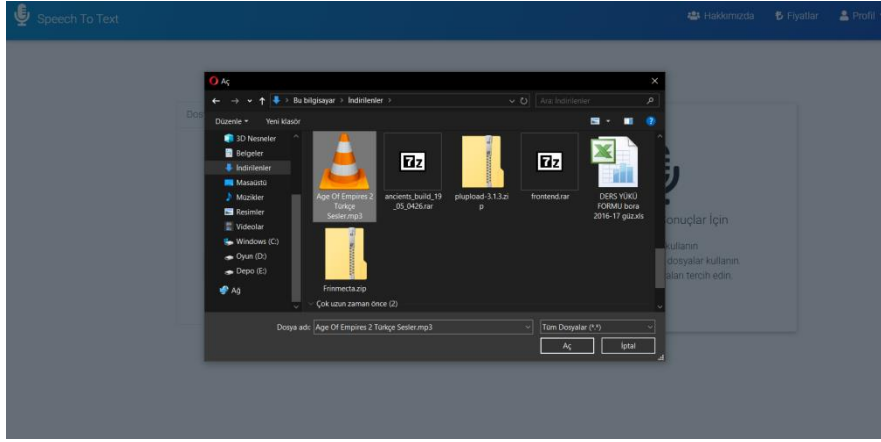 Speech To Text
Hakkımızda
Fiyatlar
Profil
Aç
Bu bilgisayar > İndirilenler >
Ara: İndirilenler
Düzenle
Yeni klasör
3D Nesneler
Belgeler
İndirilenler
Masaüstü
Müzikler
Resimler
Videolar
Windows (C:)
Oyun (D:)
Depo (E:)
Ağ
Age Of Empires 2
Türkçe
Sesler.mp3
ancients_build_19
_05_0426.rar
plupload-3.1.3.zi
p
frontend.rar
DERS YÜKÜ
FORMU bora
2016-17 güz.xls
Frinmecta.zip
Çok uzun zaman önce (2)
onuçlar İçin
kullanın
dosyalar kullanın.
aları tercih edin.
Dosya adı:
Age Of Empires 2 Türkçe Sesler.mp3
Tüm Dosyalar (*.*)
Aç
İptal